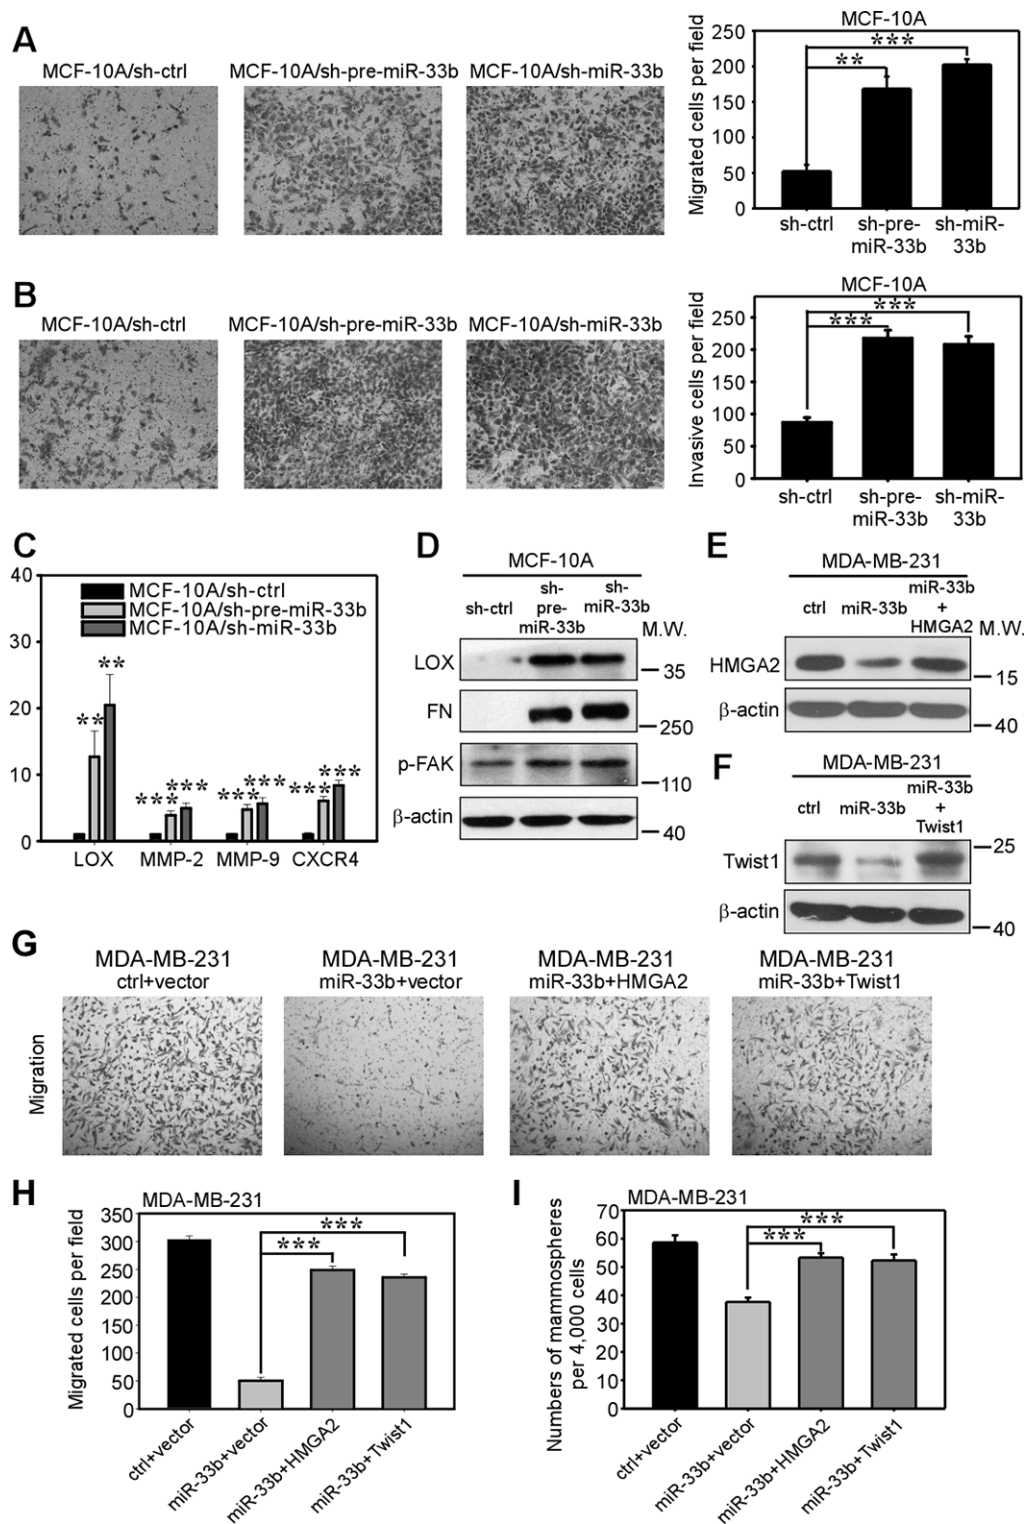 A
MCF-10A/sh-ctrl
MCF-10A/sh-pre-miR-33b
MCF-10A/sh-miR-33b
MCF-10A
Migrated cells per field
250
200
150
100
50
0
***
**
sh-ctrl
sh-pre-
miR-33b
sh-miR-
33b
B
MCF-10A/sh-ctrl
MCF-10A/sh-pre-miR-33b
MCF-10A/sh-miR-33b
MCF-10A
Invasive cells per field
250
200
150
100
50
0
***
***
sh-ctrl
sh-pre-
miR-33b
sh-miR-
33b
C
40
30
20
10
0
MCF-10A/sh-ctrl
MCF-10A/sh-pre-miR-33b
MCF-10A/sh-miR-33b
**
**
***
***
***
***
***
***
LOX
MMP-2
MMP-9
CXCR4
D
MCF-10A
sh-ctrl
sh-
pre-
miR-33b
sh-
miR-33b
M.W.
LOX
35
FN
250
p-FAK
110
β-actin
40
E
MDA-MB-231
ctrl
miR-33b
miR-33b
+
HMGA2
M.W.
HMGA2
15
β-actin
40
F
MDA-MB-231
ctrl
miR-33b
miR-33b
+
Twist1
25
Twist1
β-actin
40
G
MDA-MB-231
ctrl+vector
MDA-MB-231
miR-33b+vector
MDA-MB-231
miR-33b+HMGA2
MDA-MB-231
miR-33b+Twist1
Migration
H
MDA-MB-231
Migrated cells per field
350
300
250
200
150
100
50
0
***
***
ctrl+vector
miR-33b+vector
miR-33b+HMGA2
miR-33b+Twist1
I
MDA-MB-231
Numbers of mammospheres
per 4,000 cells
70
60
50
40
30
20
10
0
***
***
ctrl+vector
miR-33b+vector
miR-33b+HMGA2
miR-33b+Twist1